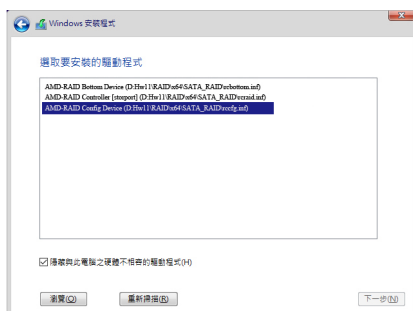 Windows 安裝程式
選取要安裝的驅動程式
AMD-RAID Bottom Device (D:\Hw11\RAID\x64\SATA_RAID\rcbottom.inf)
AMD-RAID Controller [storport] (D:\Hw11\RAID\x64\SATA_RAID\rcraid.inf)
AMD-RAID Config Device (D:\Hw11\RAID\x64\SATA_RAID\rccfg.inf)
隱藏與此電腦之硬體不相容的驅動程式(H)
瀏覽(O) 重新掃描(R) 下一步(N)